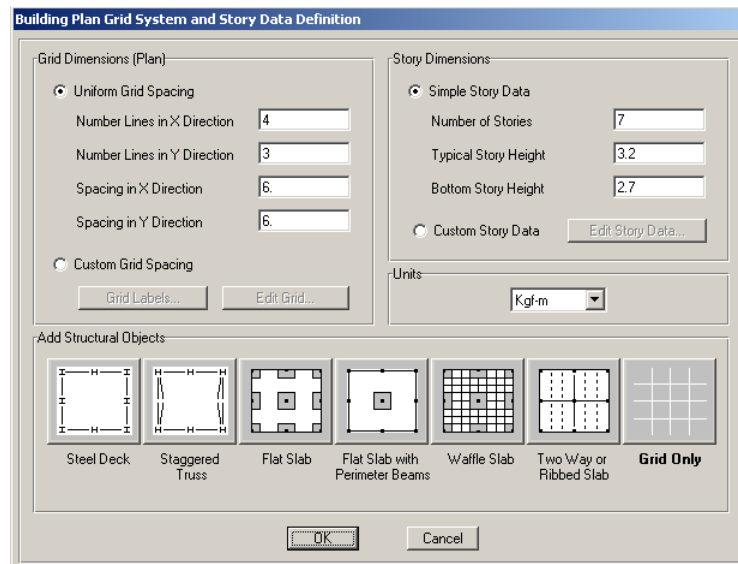 Building Plan Grid System and Story Data Definition
Grid Dimensions (Plan)
Uniform Grid Spacing
Number Lines in X Direction 4
Number Lines in Y Direction 3
Spacing in X Direction 6.
Spacing in Y Direction 6.
Custom Grid Spacing
Grid Labels... Edit Grid...
Story Dimensions
Simple Story Data
Number of Stories 7
Typical Story Height 3.2
Bottom Story Height 2.7
Custom Story Data Edit Story Data...
Units
Kgf-m
Add Structural Objects
Steel Deck
Staggered
Truss
Flat Slab
Flat Slab with
Perimeter Beams
Waffle Slab
Two Way or
Ribbed Slab
Grid Only
OK Cancel